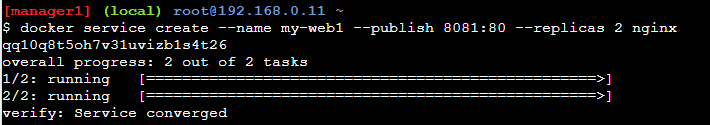 [manager1] (local) root@192.168.0.11 ~
$ docker service create --name my-web1 --publish 8081:80 --replicas 2 nginx
qq10q8t5oh7v31uvizb1s4t26
overall progress: 2 out of 2 tasks
1/2: running   [==================================================>]
2/2: running   [==================================================>]
verify: Service converged